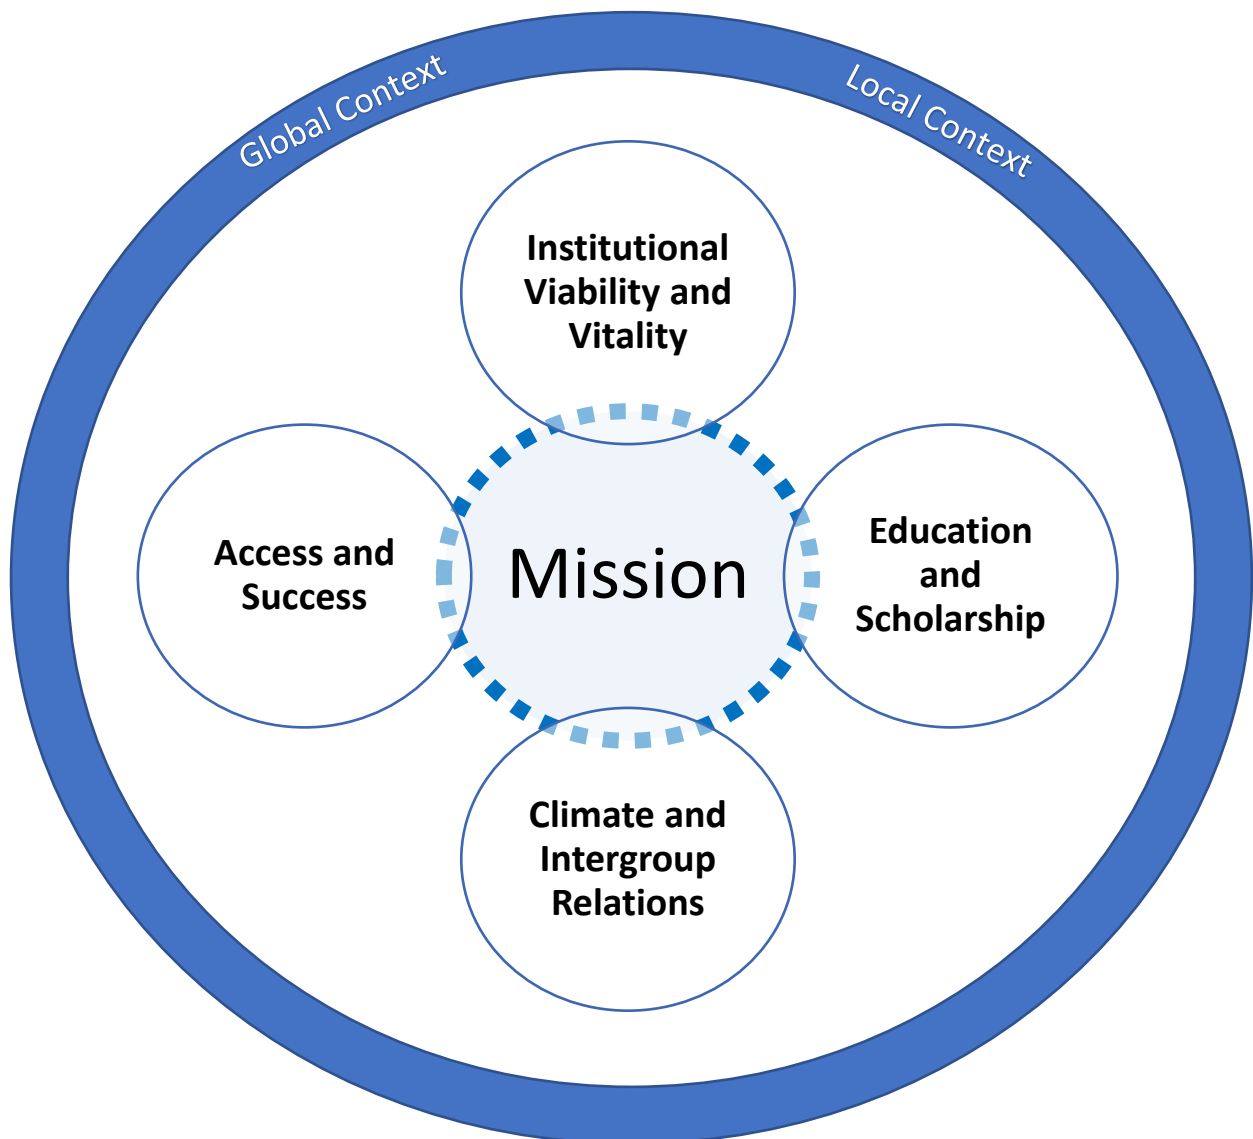 Global Context
Local Context
Institutional
Viability and
Vitality
Access and
Success
Mission
Education
and
Scholarship
Climate and
Intergroup
Relations